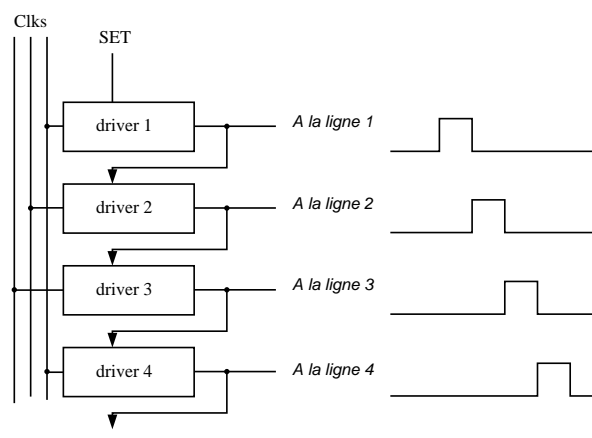 Clks
SET
driver 1
A la ligne 1
driver 2
A la ligne 2
driver 3
A la ligne 3
driver 4
A la ligne 4